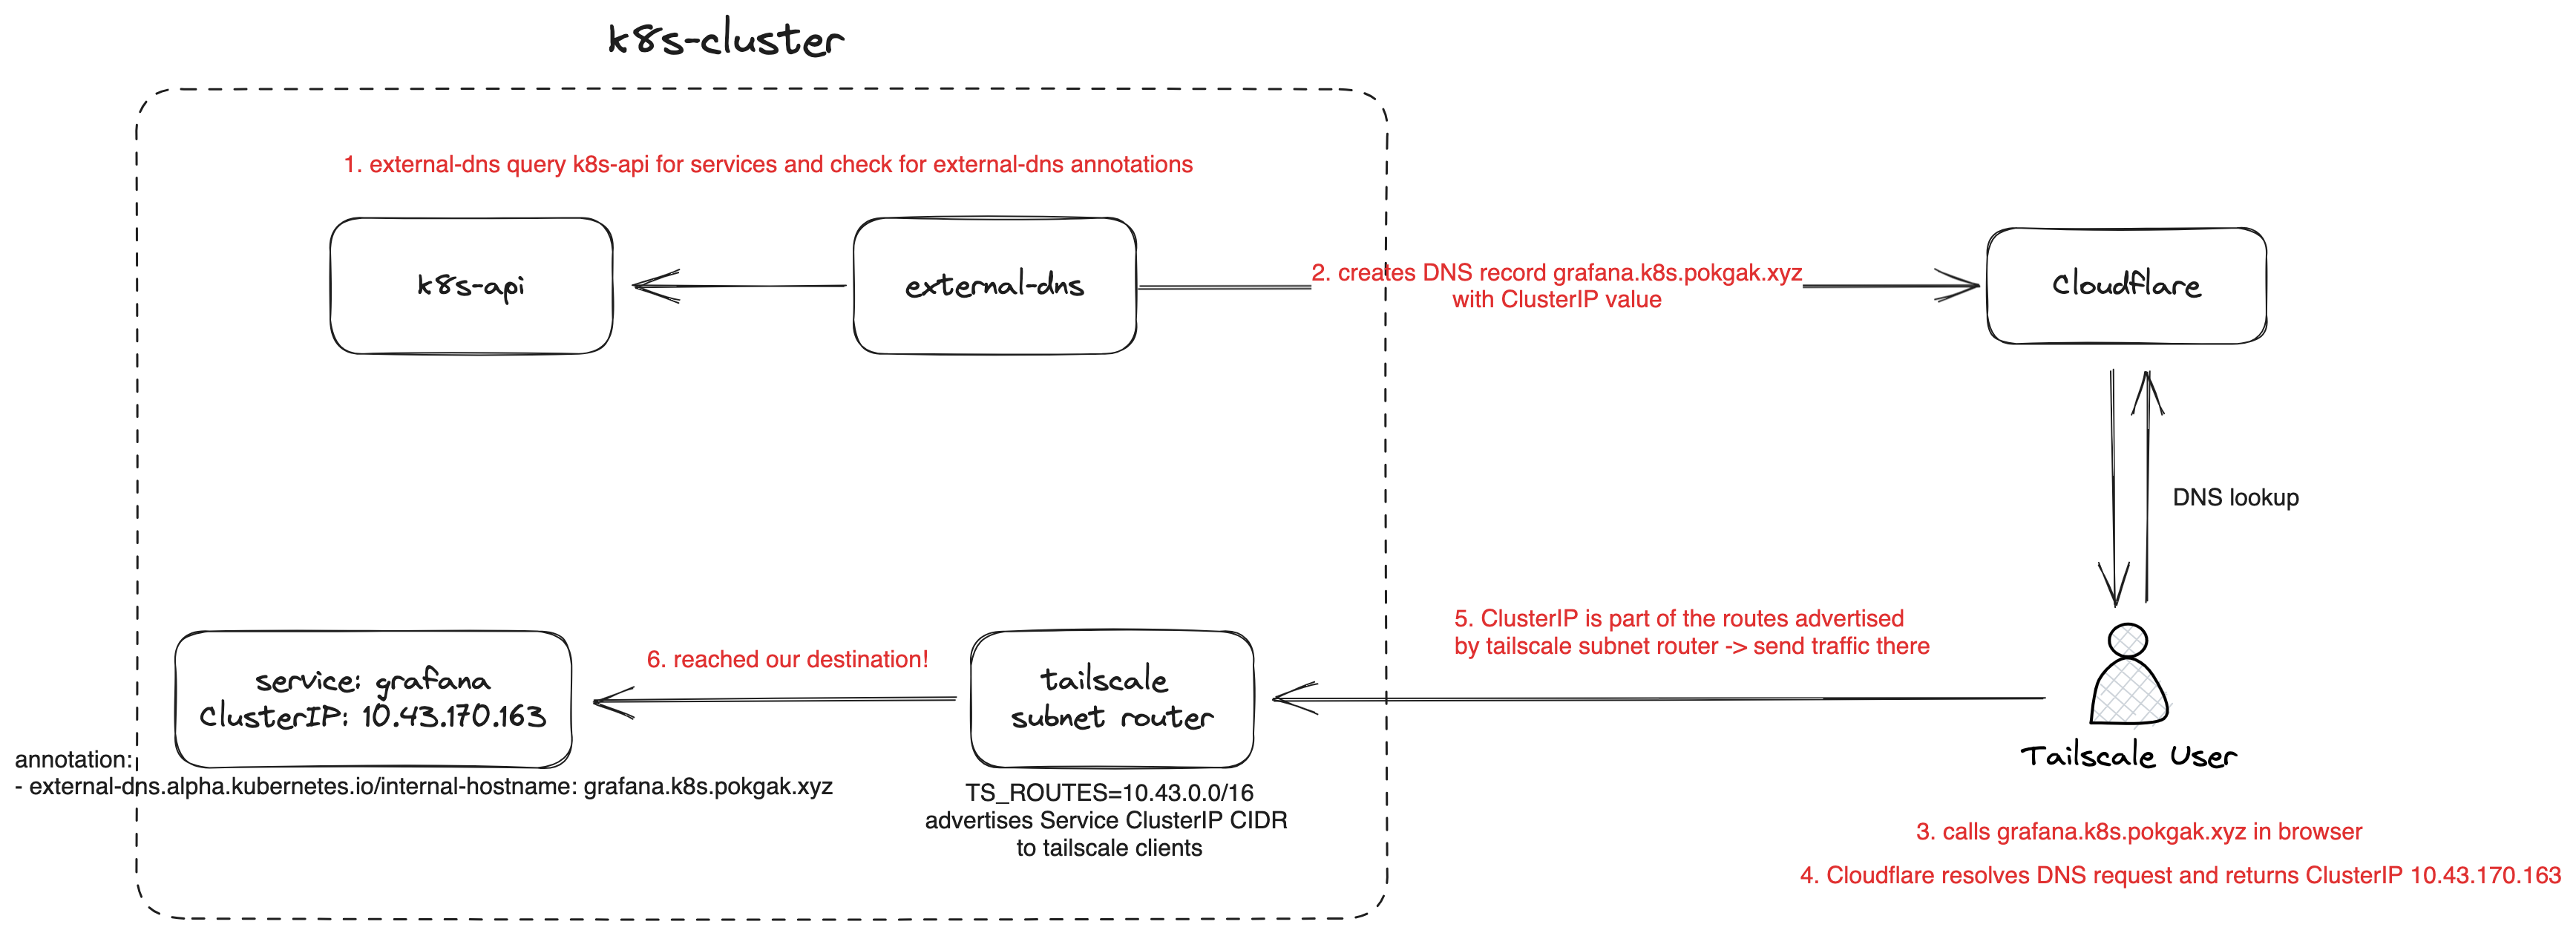 k8s-cluster
1. external-dns query k8s-api for services and check for external-dns annotations
k8s-api
external-dns
2. creates DNS record grafana.k8s.pokgak.xyz
with ClusterIP value
Cloudflare
DNS lookup
5. ClusterIP is part of the routes advertised
by tailscale subnet router -> send traffic there
6. reached our destination!
service: grafana
ClusterIP: 10.43.170.163
tailscale
subnet router
Tailscale User
annotation:
- external-dns.alpha.kubernetes.io/internal-hostname: grafana.k8s.pokgak.xyz
TS_ROUTES=10.43.0.0/16
advertises Service ClusterIP CIDR
to tailscale clients
3. calls grafana.k8s.pokgak.xyz in browser
4. Cloudflare resolves DNS request and returns ClusterIP 10.43.170.163